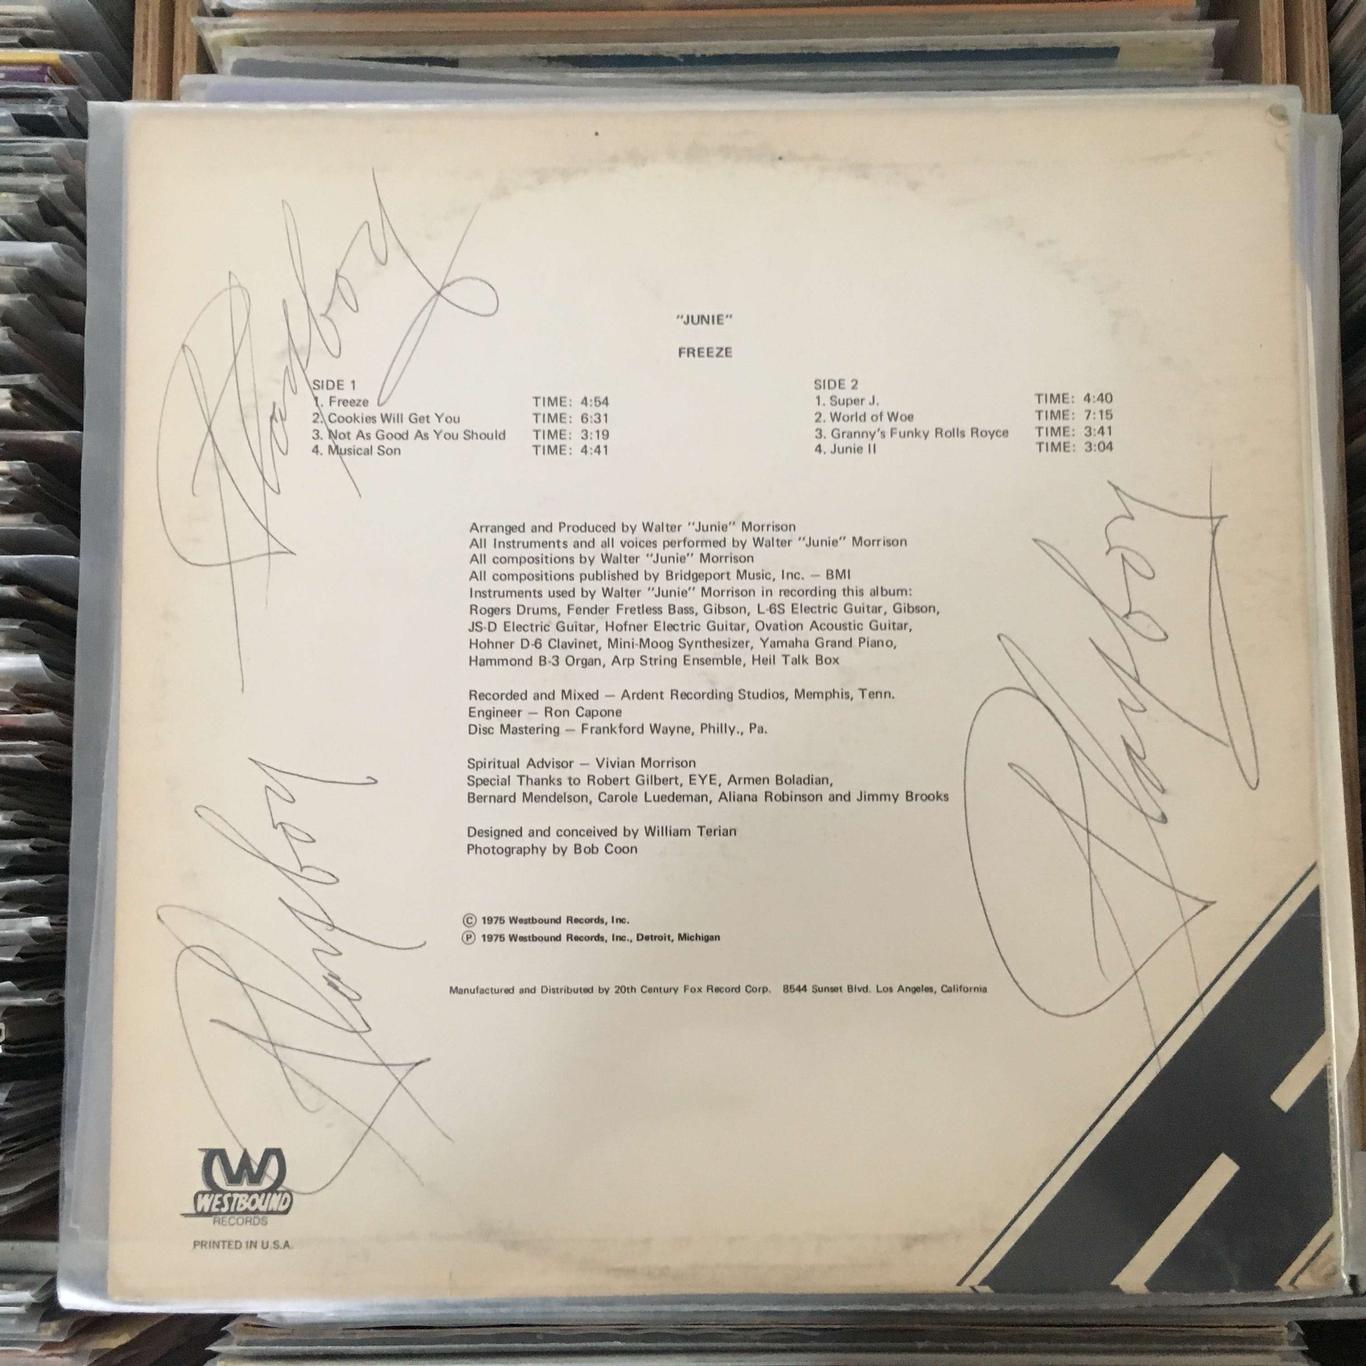 Playboy
"JUNIE"
FREEZE
SIDE 1
1. Freeze TIME: 4:54
2. Cookies Will Get You TIME: 6:31
3. Not As Good As You Should TIME: 3:19
4. Musical Son TIME: 4:41
SIDE 2
1. Super J. TIME: 4:40
2. World of Woe TIME: 7:15
3. Granny's Funky Rolls Royce TIME: 3:41
4. Junie II TIME: 3:04
Arranged and Produced by Walter "Junie" Morrison
All Instruments and all voices performed by Walter "Junie" Morrison
All compositions by Walter "Junie" Morrison
All compositions published by Bridgeport Music, Inc. — BMI
Instruments used by Walter "Junie" Morrison in recording this album:
Rogers Drums, Fender Fretless Bass, Gibson, L-6S Electric Guitar, Gibson,
JS-D Electric Guitar, Hofner Electric Guitar, Ovation Acoustic Guitar,
Hohner D-6 Clavinet, Mini-Moog Synthesizer, Yamaha Grand Piano,
Hammond B-3 Organ, Arp String Ensemble, Heil Talk Box
Recorded and Mixed — Ardent Recording Studios, Memphis, Tenn.
Engineer — Ron Capone
Disc Mastering — Frankford Wayne, Philly., Pa.
Spiritual Advisor — Vivian Morrison
Special Thanks to Robert Gilbert, EYE, Armen Boladian,
Bernard Mendelson, Carole Luedeman, Aliana Robinson and Jimmy Brooks
Designed and conceived by William Terian
Photography by Bob Coon
Playboy
Playboy
© 1975 Westbound Records, Inc.
℗ 1975 Westbound Records, Inc., Detroit, Michigan
Manufactured and Distributed by 20th Century Fox Record Corp. 8544 Sunset Blvd. Los Angeles, California
W
WESTBOUND
RECORDS
PRINTED IN U.S.A.